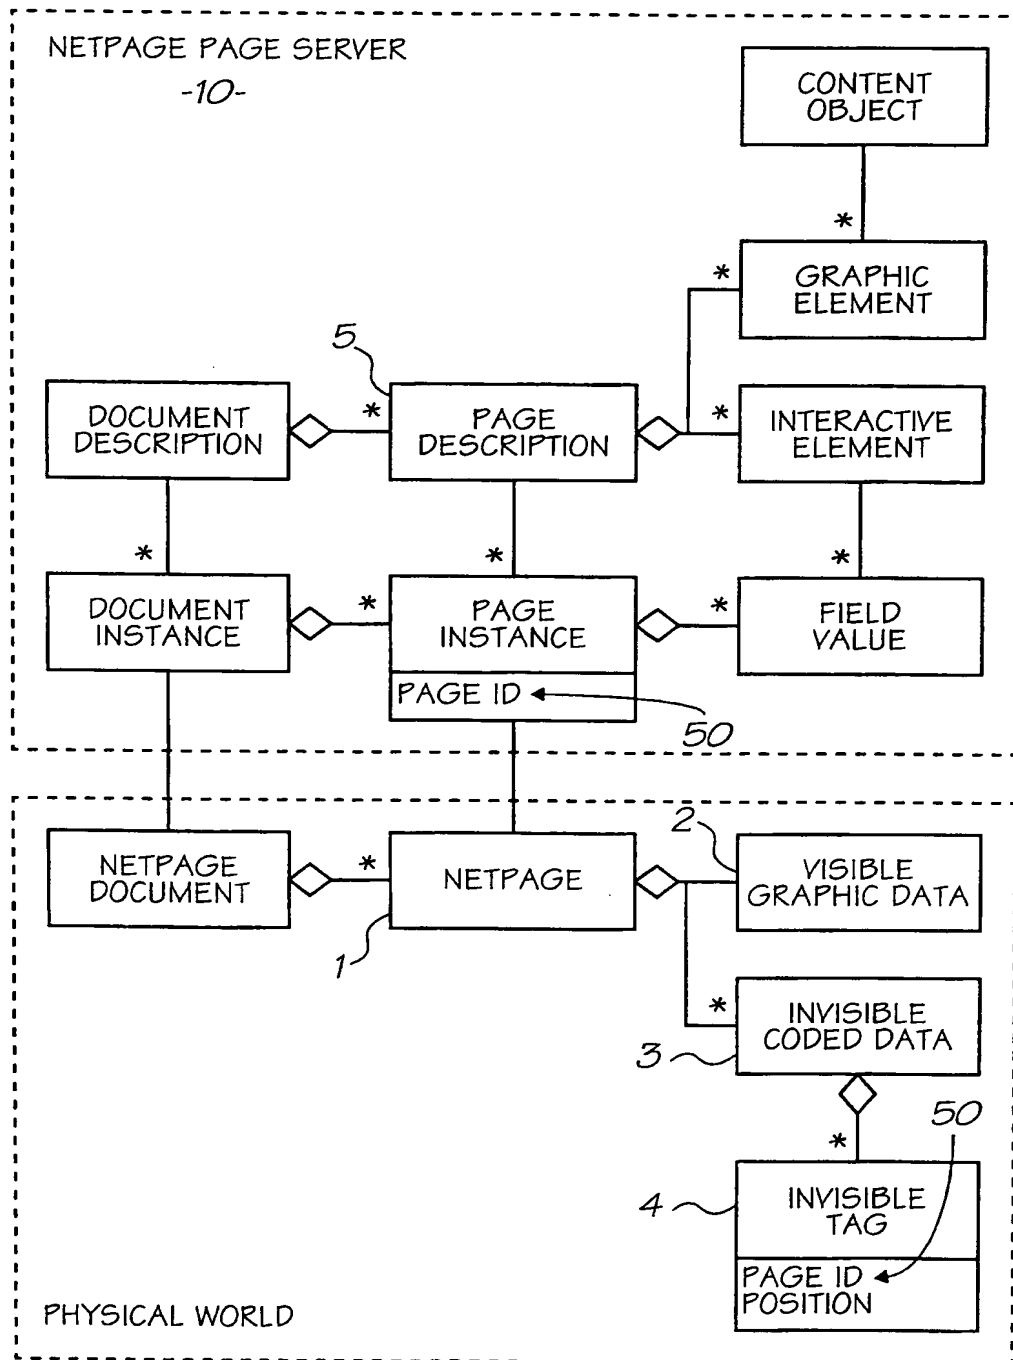 NETPAGE PAGE SERVER
-10-
CONTENT
OBJECT
*
GRAPHIC
ELEMENT
*
5
DOCUMENT
DESCRIPTION
*
PAGE
DESCRIPTION
*
INTERACTIVE
ELEMENT
*
*
*
DOCUMENT
INSTANCE
*
PAGE
INSTANCE
*
FIELD
VALUE
PAGE ID
50
NETPAGE
DOCUMENT
*
NETPAGE
1
2
VISIBLE
GRAPHIC DATA
*
INVISIBLE
CODED DATA
3
50
*
4
INVISIBLE
TAG
PAGE ID
POSITION
PHYSICAL WORLD